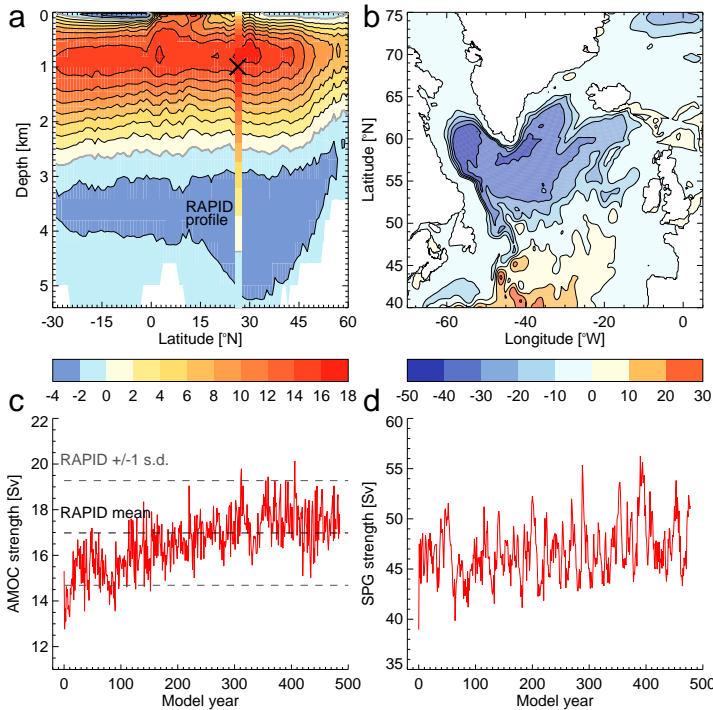 a
0
1
2
3
4
5
Depth [km]
RAPID
profile
-30 -15 0 15 30 45 60
Latitude [°N]
-4 -2 0 2 4 6 8 10 12 14 16 18
b
75
70
65
60
55
50
45
40
Latitude [°N]
-60 -40 -20 0
Longitude [°W]
-50 -40 -30 -20 -10 0 10 20 30
c
22
20
18
16
14
12
AMOC strength [Sv]
RAPID +/-1 s.d.
RAPID mean
0 100 200 300 400 500
Model year
d
60
55
50
45
40
35
SPG strength [Sv]
0 100 200 300 400 500
Model year